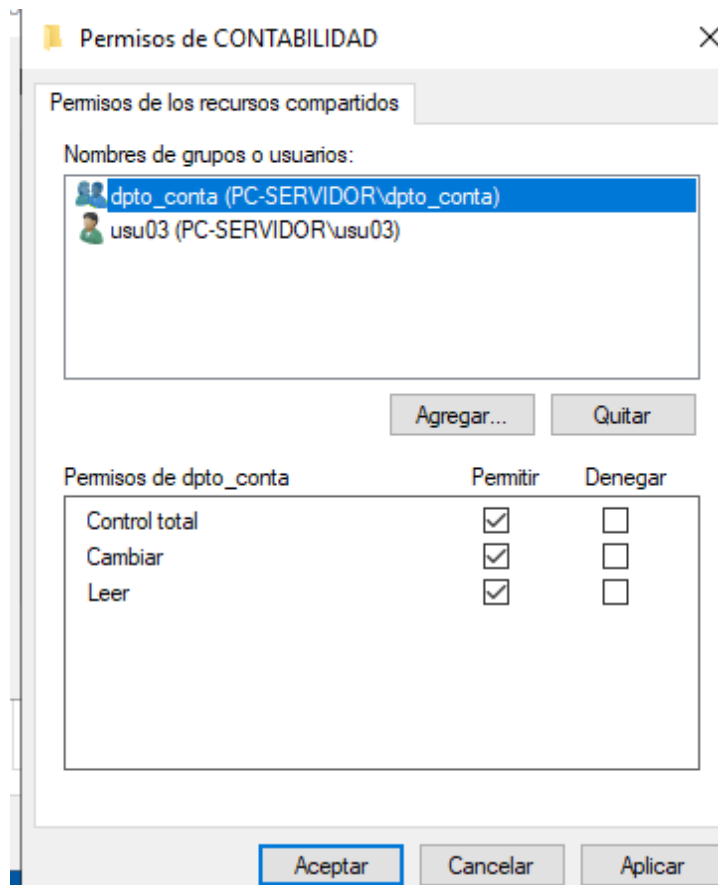 Permisos de CONTABILIDAD
Permisos de los recursos compartidos
Nombres de grupos o usuarios:
dpto_conta (PC-SERVIDOR\dpto_conta)
usu03 (PC-SERVIDOR\usu03)
Agregar... Quitar
Permisos de dpto_conta Permitir Denegar
Control total
Cambiar
Leer
Aceptar Cancelar Aplicar